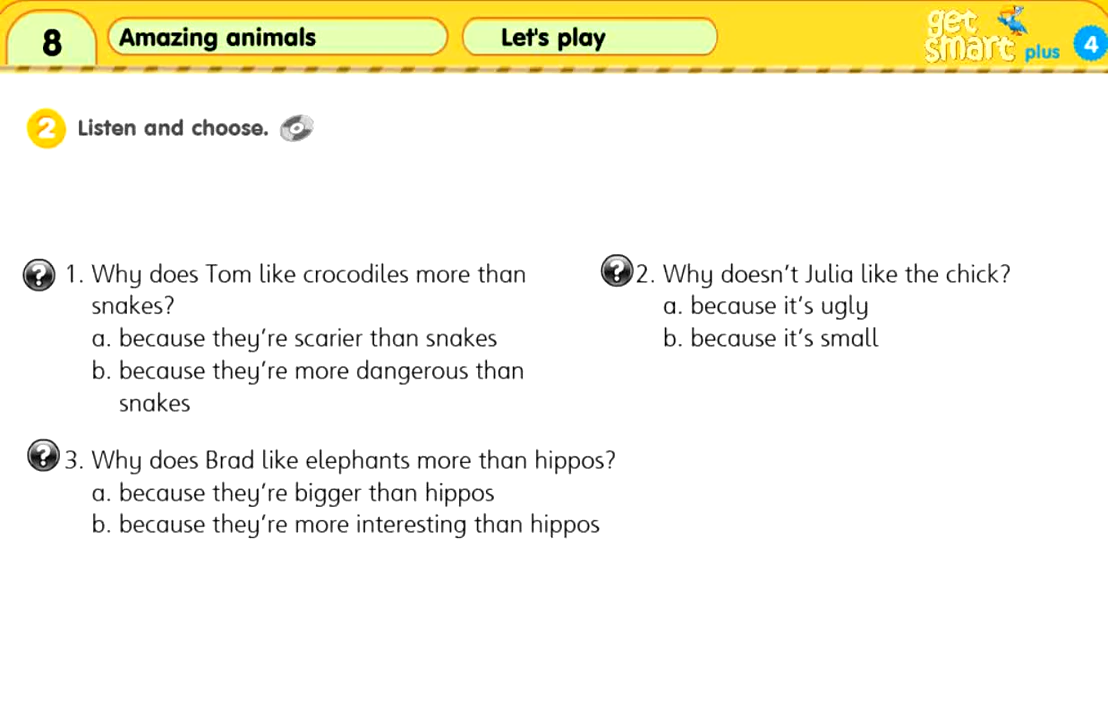 8
Amazing animals
Let's play
get
smart plus 4
2 Listen and choose.
? 1. Why does Tom like crocodiles more than
snakes?
a. because they're scarier than snakes
b. because they're more dangerous than
snakes
? 2. Why doesn't Julia like the chick?
a. because it's ugly
b. because it's small
? 3. Why does Brad like elephants more than hippos?
a. because they're bigger than hippos
b. because they're more interesting than hippos